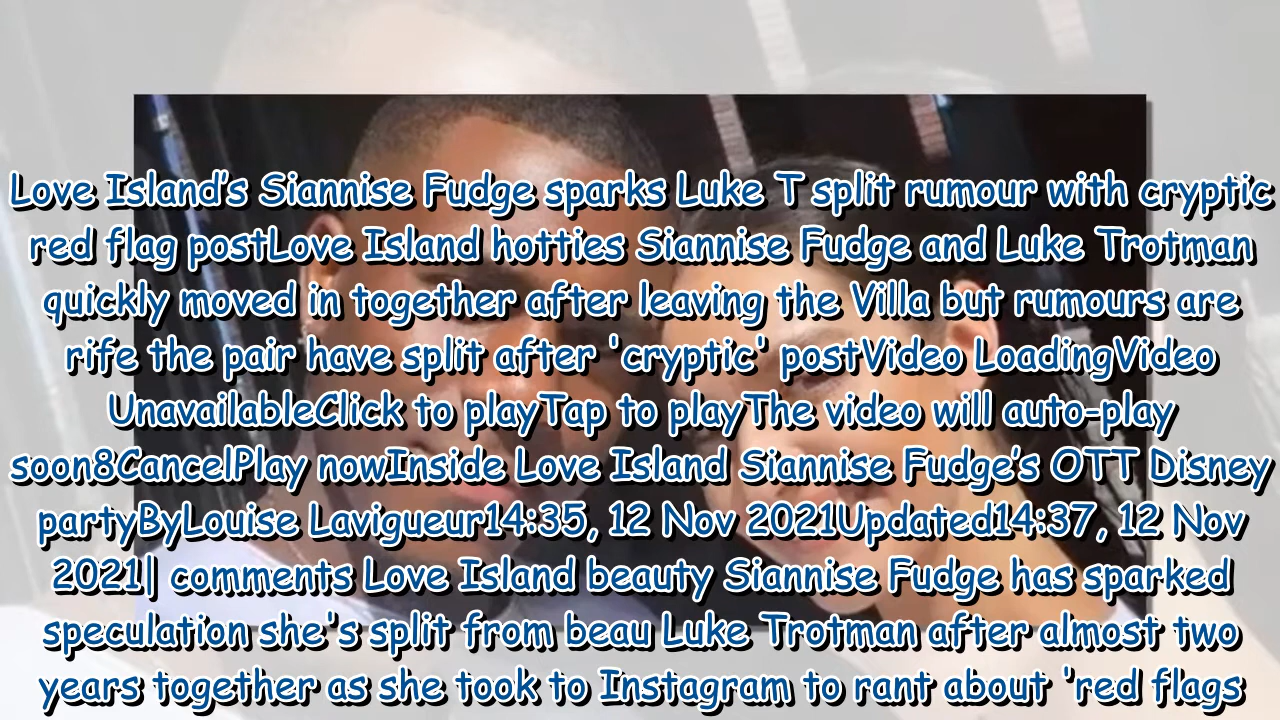 Love Island's Siannise Fudge sparks Luke T split rumour with cryptic
red flag postLove Island hotties Siannise Fudge and Luke Trotman
quickly moved in together after leaving the Villa but rumours are
rife the pair have split after 'cryptic' postVideo LoadingVideo
UnavailableClick to playTap to playThe video will auto-play
soon8CancelPlay nowInside Love Island Siannise Fudge's OTT Disney
partyByLouise Lavigueur14:35, 12 Nov 2021Updated14:37, 12 Nov
2021| comments Love Island beauty Siannise Fudge has sparked
speculation she's split from beau Luke Trotman after almost two
years together as she took to Instagram to rant about 'red flags